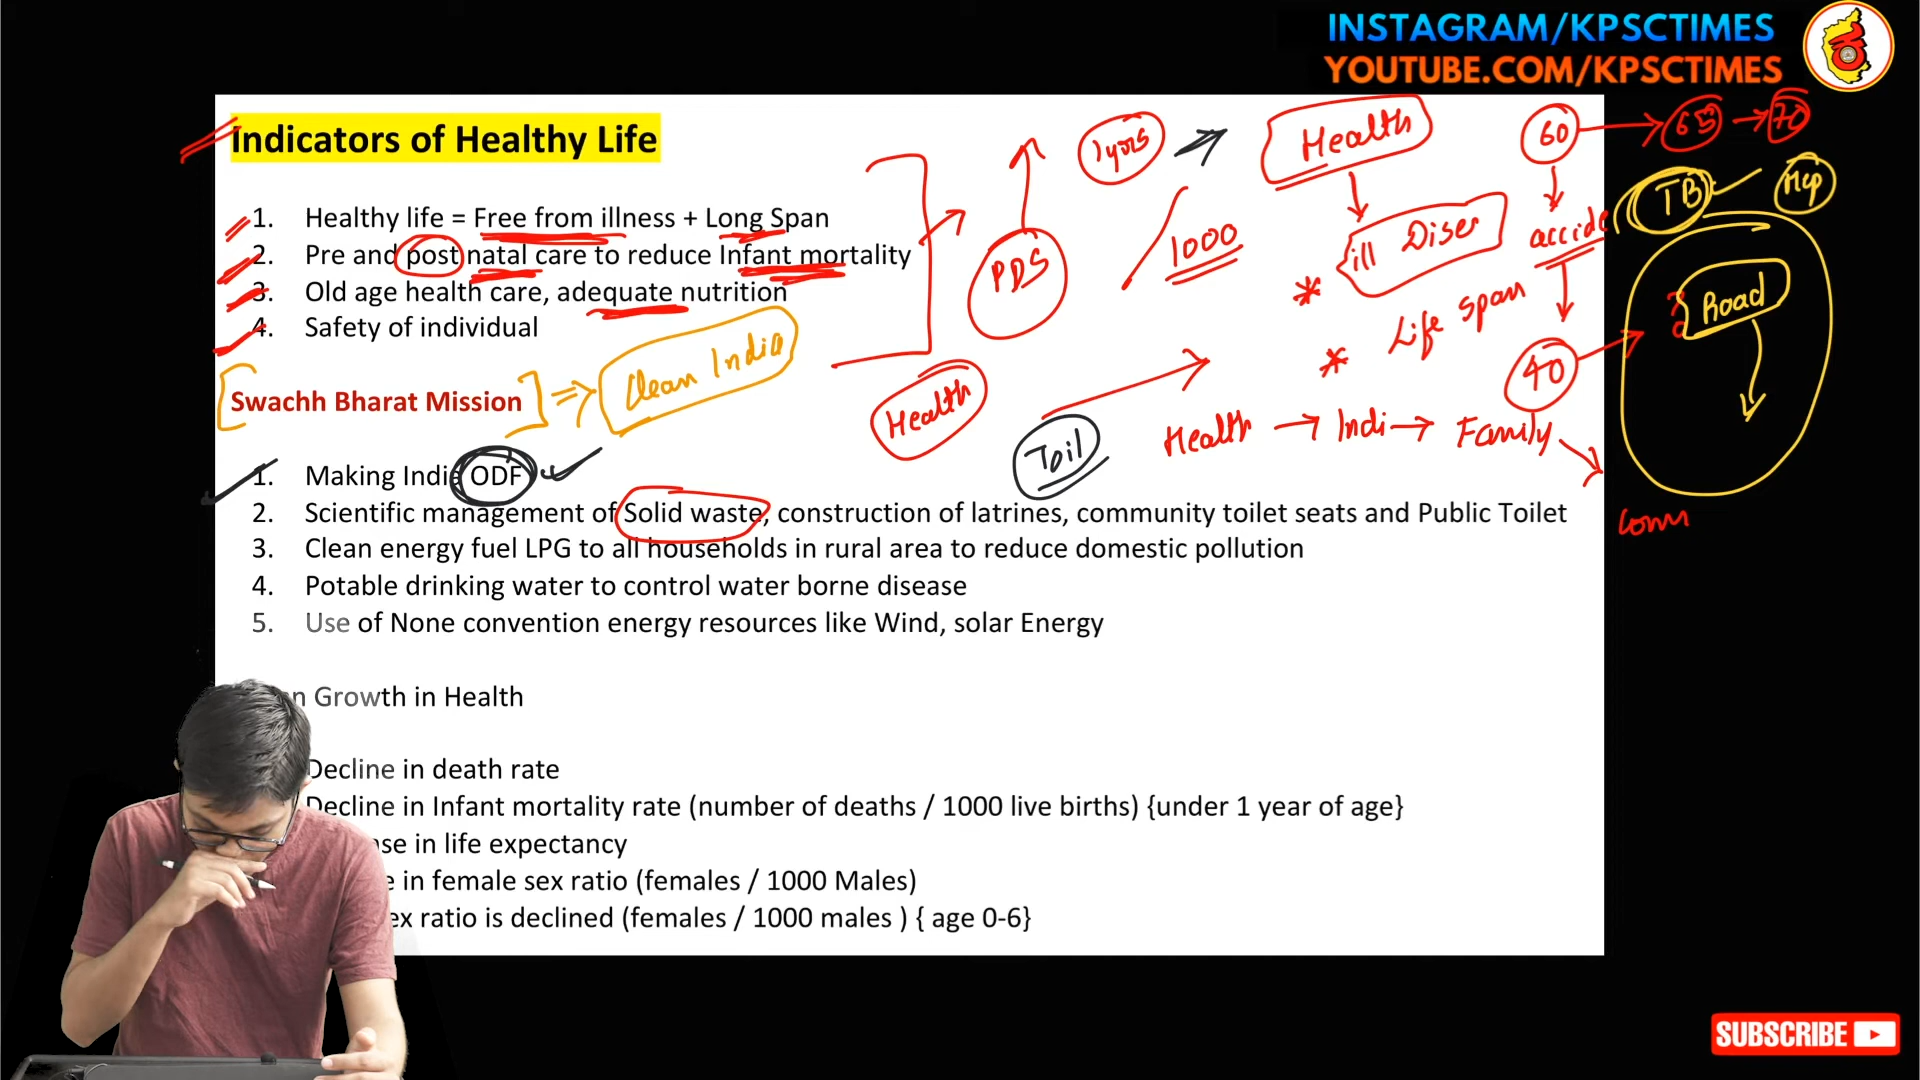 INSTAGRAM/KPSCTIMES
YOUTUBE.COM/KPSCTIMES
Indicators of Healthy Life
1. Healthy life = Free from illness + Long Span
2. Pre and post natal care to reduce Infant mortality
3. Old age health care, adequate nutrition
4. Safety of individual
Swachh Bharat Mission
Clean India
1. Making India ODF
2. Scientific management of Solid waste, construction of latrines, community toilet seats and Public Toilet
3. Clean energy fuel LPG to all households in rural area to reduce domestic pollution
4. Potable drinking water to control water borne disease
5. Use of None convention energy resources like Wind, solar Energy
n Growth in Health
Decline in death rate
Decline in Infant mortality rate (number of deaths / 1000 live births) {under 1 year of age}
se in life expectancy
e in female sex ratio (females / 1000 Males)
ex ratio is declined (females / 1000 males ) { age 0-6}
PDS
1000
Health
60 → 65 → 70
ill Diser
accide
* Life Span
40
Health
Toil
Health → Indi → Family
Comm
TB
Road
SUBSCRIBE